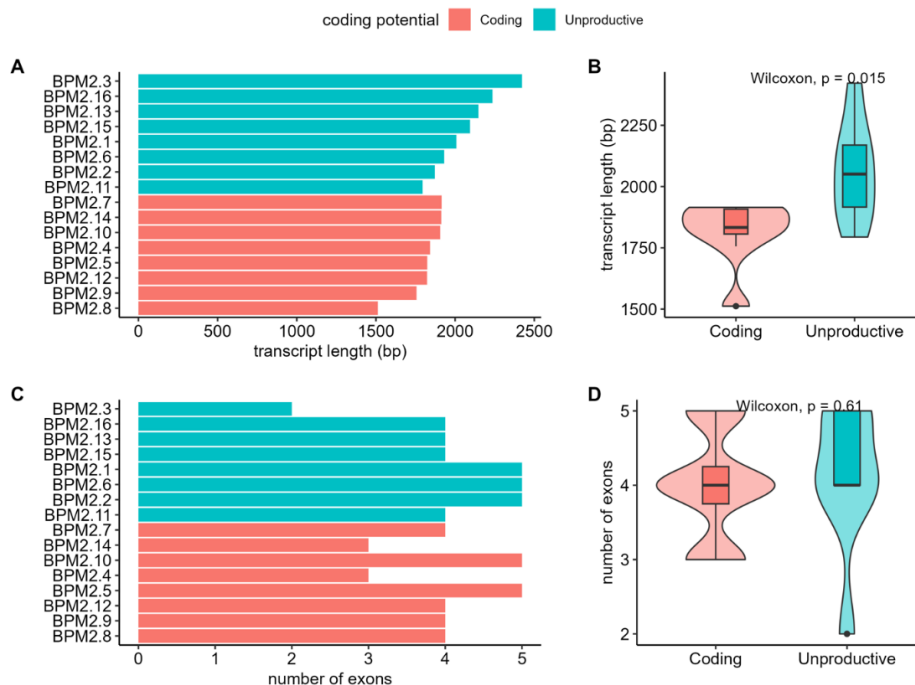 coding potential Coding Unproductive
A
BPM2.3
BPM2.16
BPM2.13
BPM2.15
BPM2.1
BPM2.6
BPM2.2
BPM2.11
BPM2.7
BPM2.14
BPM2.10
BPM2.4
BPM2.5
BPM2.12
BPM2.9
BPM2.8
0 500 1000 1500 2000 2500
transcript length (bp)
B
Wilcoxon, p = 0.015
transcript length (bp)
2250
2000
1750
1500
Coding Unproductive
C
BPM2.3
BPM2.16
BPM2.13
BPM2.15
BPM2.1
BPM2.6
BPM2.2
BPM2.11
BPM2.7
BPM2.14
BPM2.10
BPM2.4
BPM2.5
BPM2.12
BPM2.9
BPM2.8
0 1 2 3 4 5
number of exons
D
Wilcoxon, p = 0.61
number of exons
5
4
3
2
Coding Unproductive